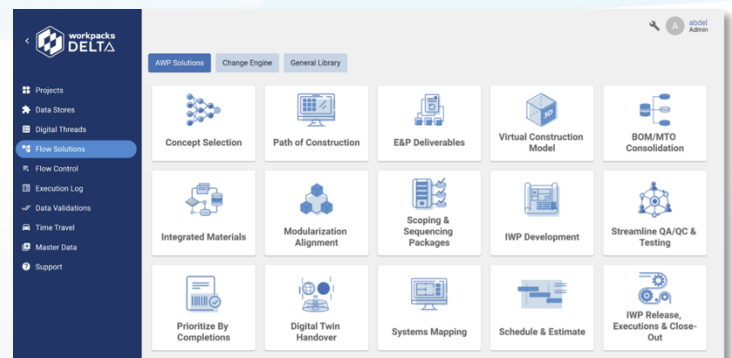 workpacks
DELTA
abdel
A
Admin
AWP Solutions
Change Engine
General Library
Projects
Data Stores
Digital Threads
Flow Solutions
Flow Control
Execution Log
Data Validations
Time Travel
Master Data
Support
Concept Selection
Path of Construction
E&P Deliverables
3D
Virtual Construction
Model
BOM/MTO
Consolidation
Integrated Materials
Modularization
Alignment
Scoping &
Sequencing
Packages
IWP Development
Streamline QA/QC &
Testing
Prioritize By
Completions
Digital Twin
Handover
Systems Mapping
Schedule & Estimate
IWP Release,
Executions & Close-
Out